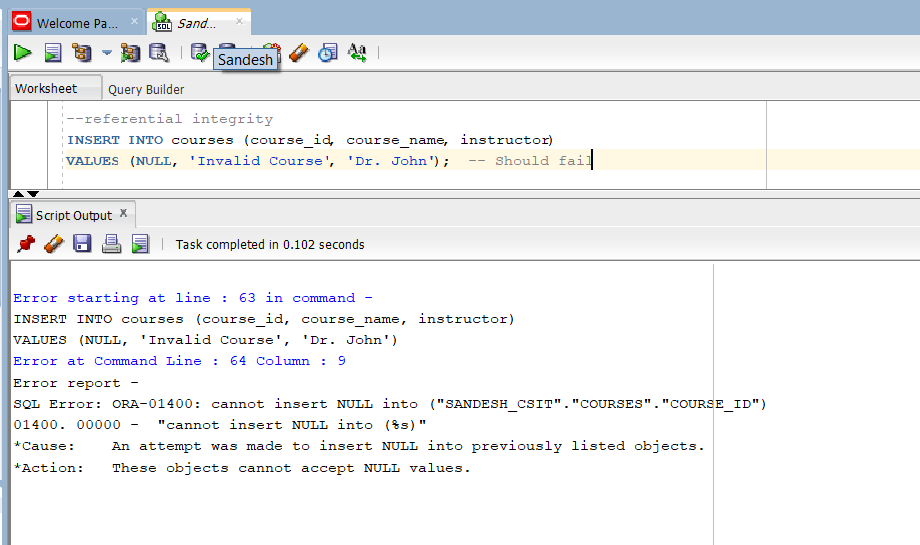 Welcome Pa...
Sand...
Sandesh
Worksheet
Query Builder
--referential integrity
INSERT INTO courses (course_id, course_name, instructor)
VALUES (NULL, 'Invalid Course', 'Dr. John');  -- Should fail
Script Output
Task completed in 0.102 seconds
Error starting at line : 63 in command -
INSERT INTO courses (course_id, course_name, instructor)
VALUES (NULL, 'Invalid Course', 'Dr. John')
Error at Command Line : 64 Column : 9
Error report -
SQL Error: ORA-01400: cannot insert NULL into ("SANDESH_CSIT"."COURSES"."COURSE_ID")
01400. 00000 -  "cannot insert NULL into (%s)"
*Cause:    An attempt was made to insert NULL into previously listed objects.
*Action:   These objects cannot accept NULL values.